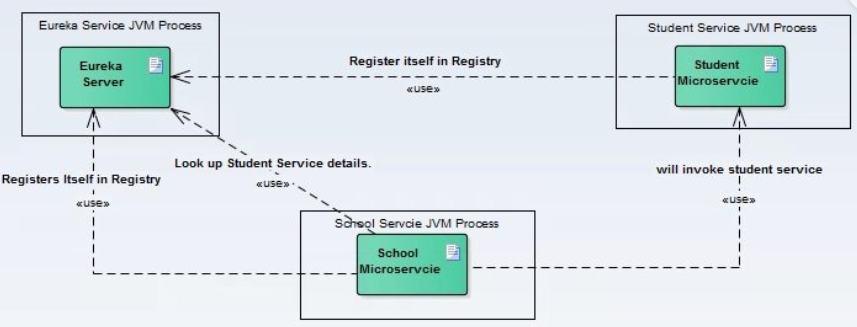 Eureka Service JVM Process
Student Service JVM Process
Eureka
Server
Register itself in Registry
«use»
Student
Microservcie
Look up Student Service details.
«use»
Registers Itself in Registry
«use»
will invoke student service
«use»
School Servcie JVM Process
School
Microservcie